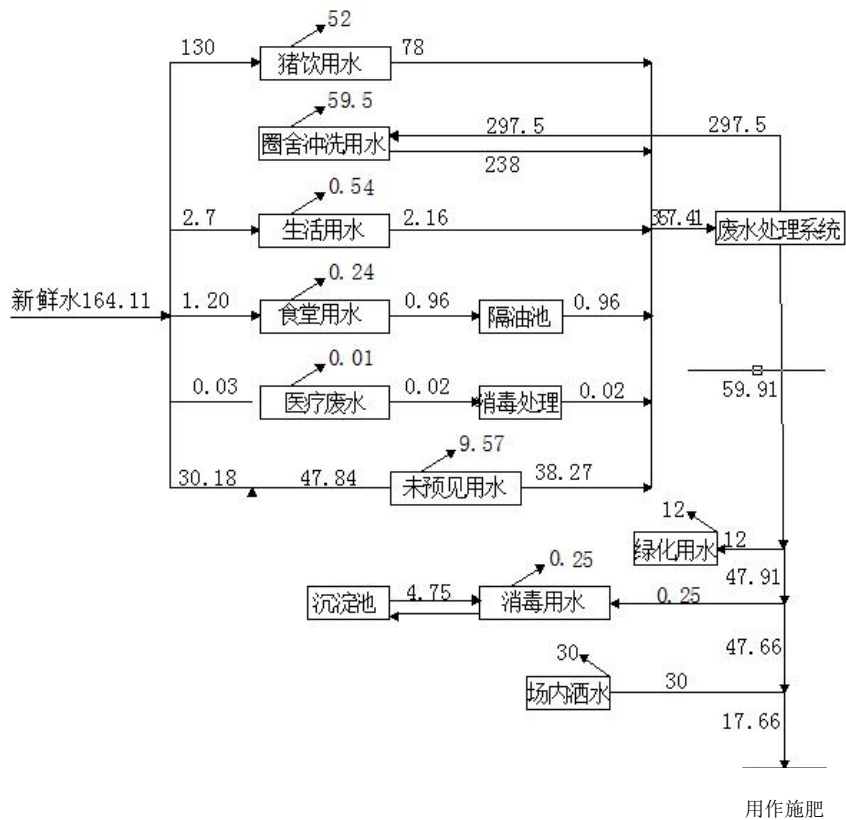 52
130
猪饮用水
78
59.5
圈舍冲洗用水
297.5
297.5
238
0.54
2.7
生活用水
2.16
357.41
废水处理系统
0.24
新鲜水164.11
1.20
食堂用水
0.96
隔油池
0.96
0.01
0.03
医疗废水
0.02
消毒处理
0.02
59.91
9.57
30.18
47.84
未预见用水
38.27
12
绿化用水
12
47.91
0.25
沉淀池
4.75
消毒用水
0.25
47.66
30
场内洒水
30
17.66
用作施肥